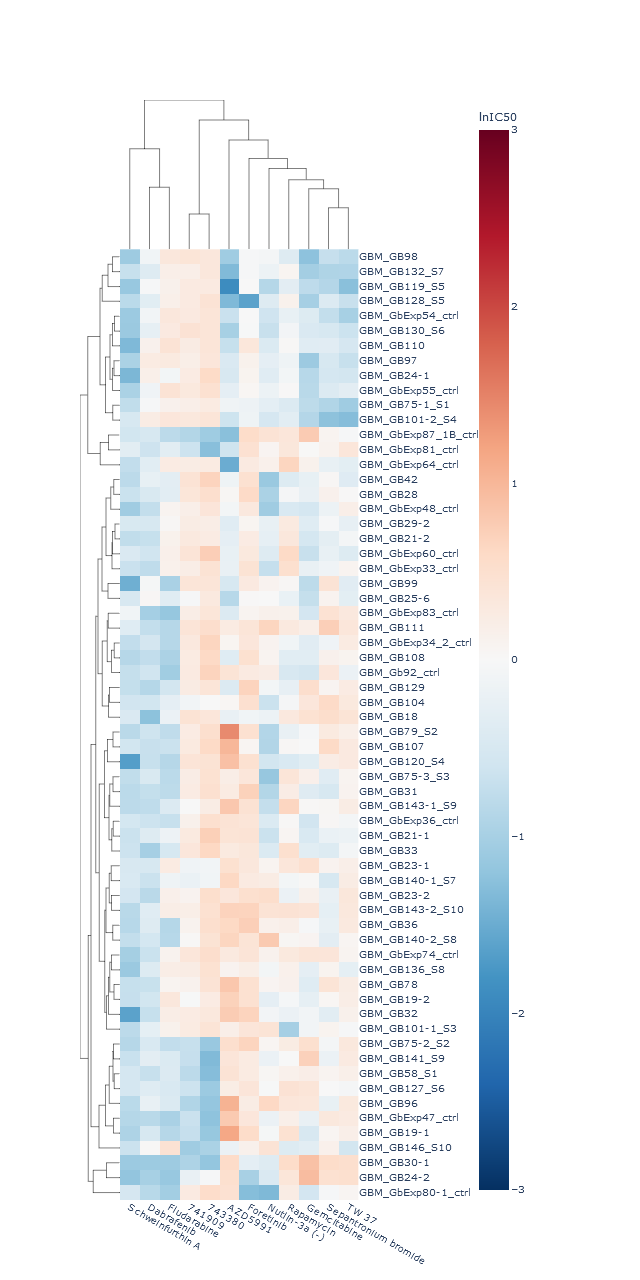 lnIC50
3
2
1
0
−1
−2
−3
GBM_GB98
GBM_GB132_S7
GBM_GB119_S5
GBM_GB128_S5
GBM_GbExp54_ctrl
GBM_GB130_S6
GBM_GB110
GBM_GB97
GBM_GB24-1
GBM_GbExp55_ctrl
GBM_GB75-1_S1
GBM_GB101-2_S4
GBM_GbExp87_1B_ctrl
GBM_GbExp81_ctrl
GBM_GbExp64_ctrl
GBM_GB42
GBM_GB28
GBM_GbExp48_ctrl
GBM_GB29-2
GBM_GB21-2
GBM_GbExp60_ctrl
GBM_GbExp33_ctrl
GBM_GB99
GBM_GB25-6
GBM_GbExp83_ctrl
GBM_GB111
GBM_GbExp34_2_ctrl
GBM_GB108
GBM_Gb92_ctrl
GBM_GB129
GBM_GB104
GBM_GB18
GBM_GB79_S2
GBM_GB107
GBM_GB120_S4
GBM_GB75-3_S3
GBM_GB31
GBM_GB143-1_S9
GBM_GbExp36_ctrl
GBM_GB21-1
GBM_GB33
GBM_GB23-1
GBM_GB140-1_S7
GBM_GB23-2
GBM_GB143-2_S10
GBM_GB36
GBM_GB140-2_S8
GBM_GbExp74_ctrl
GBM_GB136_S8
GBM_GB78
GBM_GB19-2
GBM_GB32
GBM_GB101-1_S3
GBM_GB75-2_S2
GBM_GB141_S9
GBM_GB58_S1
GBM_GB127_S6
GBM_GB96
GBM_GbExp47_ctrl
GBM_GB19-1
GBM_GB146_S10
GBM_GB30-1
GBM_GB24-2
GBM_GbExp80-1_ctrl
Schweinfurthin A
Dabrafenib
Fludarabine
741909
743380
AZD5991
Foretinib
Nutlin-3a (-)
Rapamycin
Gemcitabine
Sepantronium bromide
TW 37